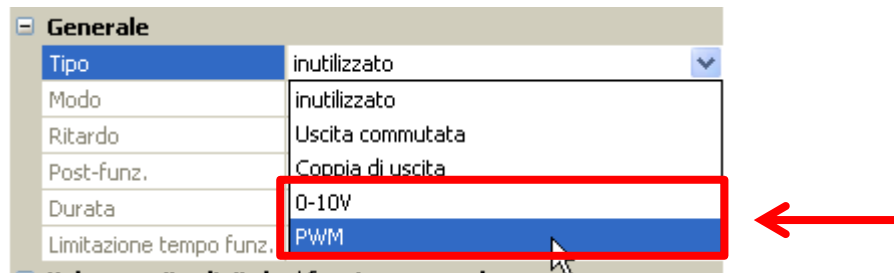 Generale
Tipo inutilizzato
Modo inutilizzato
Ritardo Uscita commutata
Post-funz. Coppia di uscita
Durata 0-10V
Limitazione tempo funz. PWM